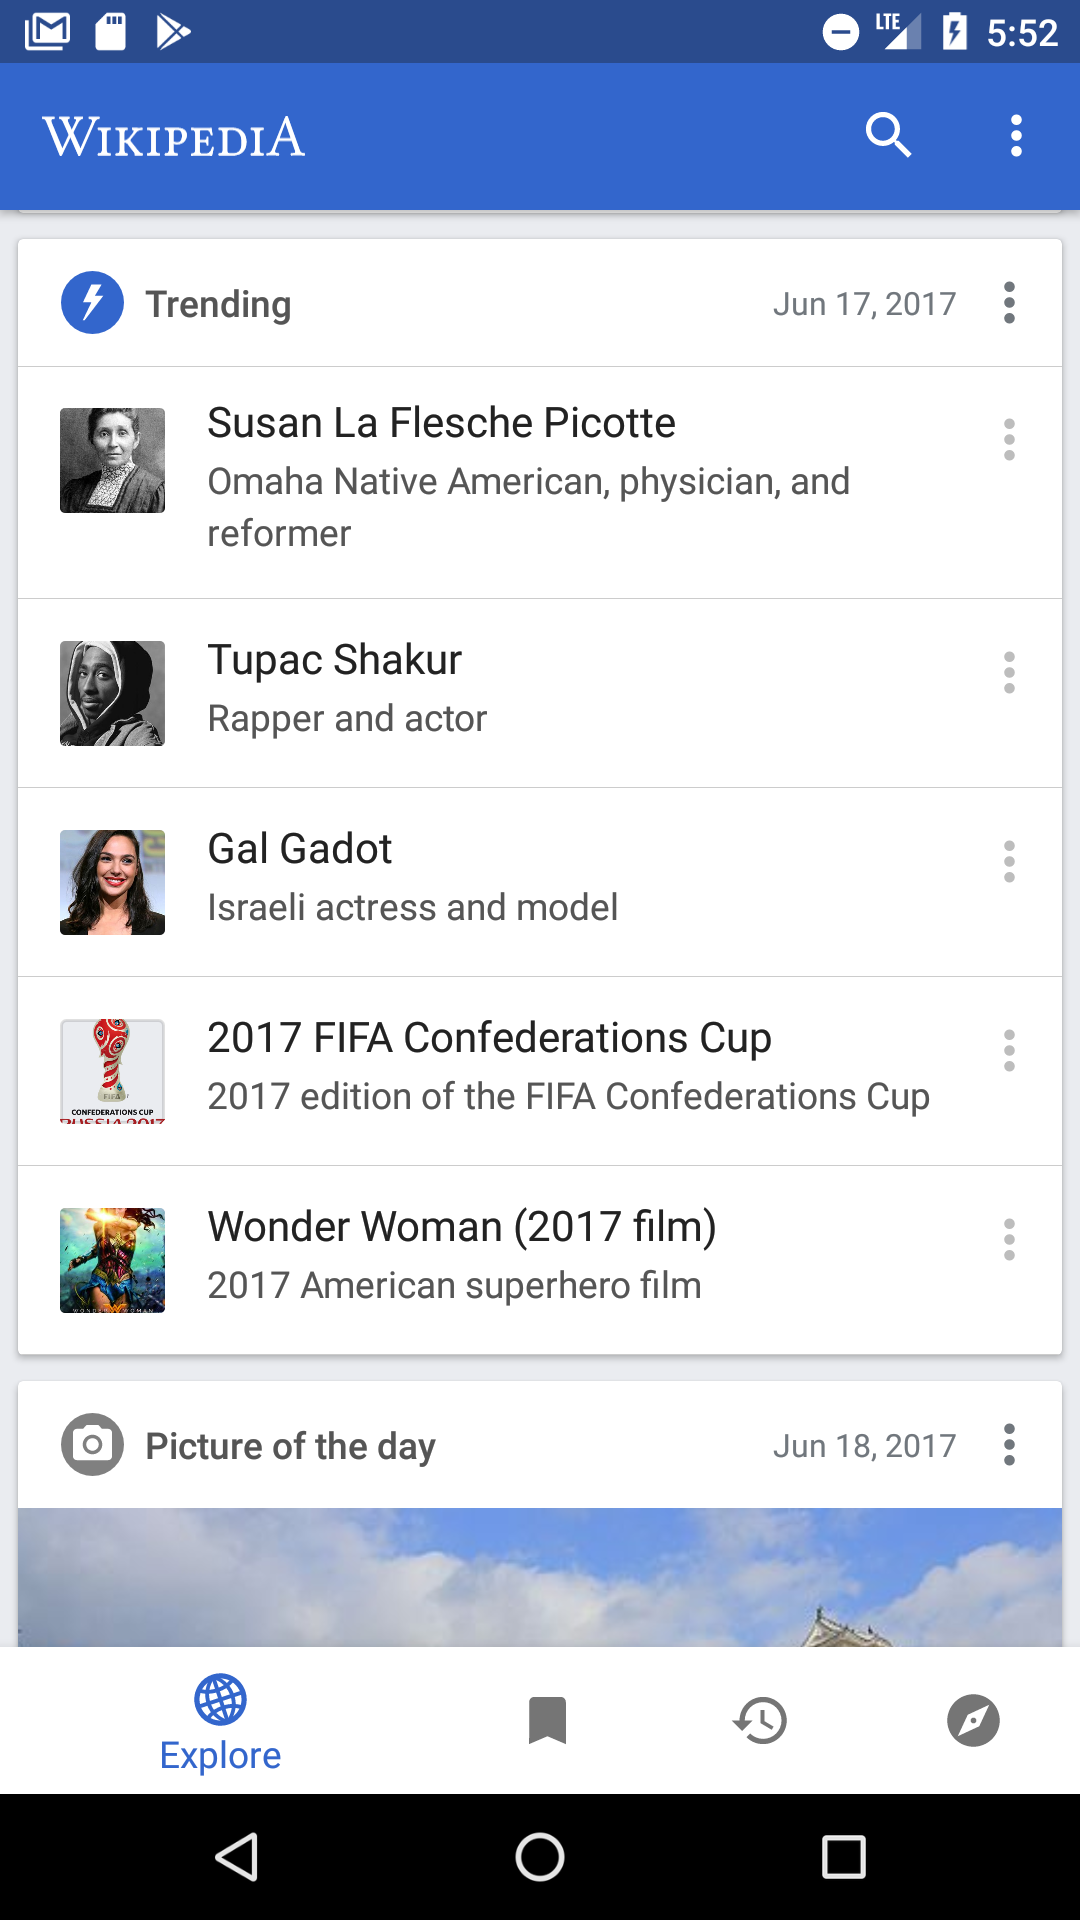 LTE 5:52
WIKIPEDIA
Trending Jun 17, 2017
Susan La Flesche Picotte
Omaha Native American, physician, and
reformer
Tupac Shakur
Rapper and actor
Gal Gadot
Israeli actress and model
2017 FIFA Confederations Cup
2017 edition of the FIFA Confederations Cup
FIFA
CONFEDERATIONS CUP
RUSSIA 2017
Wonder Woman (2017 film)
2017 American superhero film
WONDER WOMAN
Picture of the day Jun 18, 2017
Explore